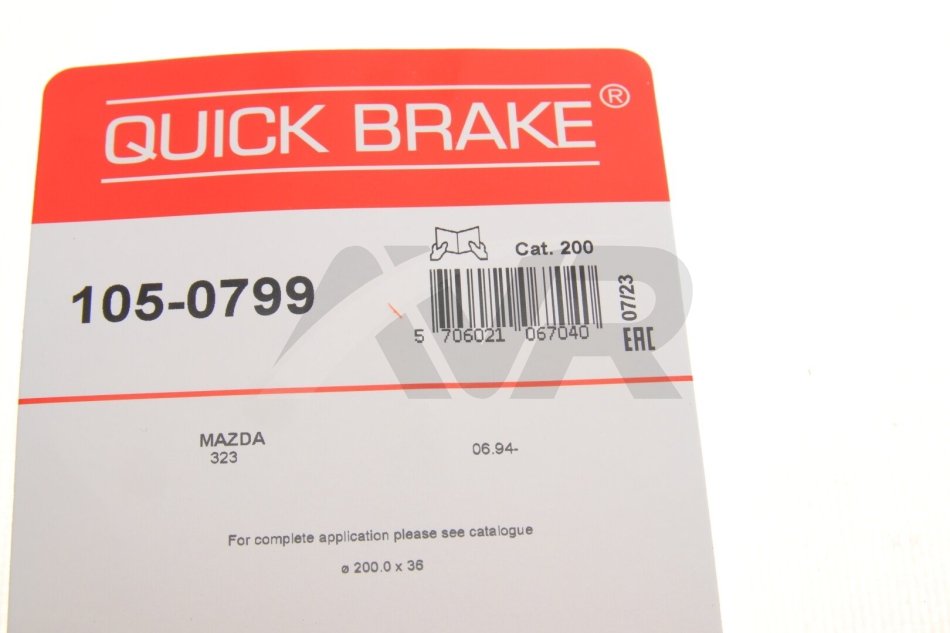 QUICK BRAKE®
Cat. 200
105-0799
5 706021 067040
07/23
EAC
AVR
MAZDA
323
06.94-
For complete application please see catalogue
ø 200.0 x 36